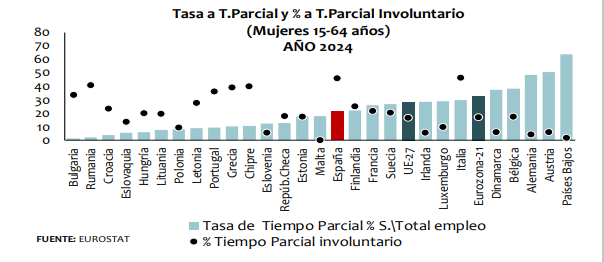 Tasa a T.Parcial y % a T.Parcial Involuntario
(Mujeres 15-64 años)
AÑO 2024
80
70
60
50
40
30
20
10
0
Bulgaria
Rumania
Croacia
Eslovaquia
Hungría
Lituania
Polonia
Letonia
Portugal
Grecia
Chipre
Eslovenia
Repúb.Checa
Estonia
Malta
España
Finlandia
Francia
Suecia
UE-27
Irlanda
Luxemburgo
Italia
Eurozona-21
Dinamarca
Bélgica
Alemania
Austria
Países Bajos
Tasa de Tiempo Parcial % S.\Total empleo
% Tiempo Parcial involuntario
FUENTE: EUROSTAT